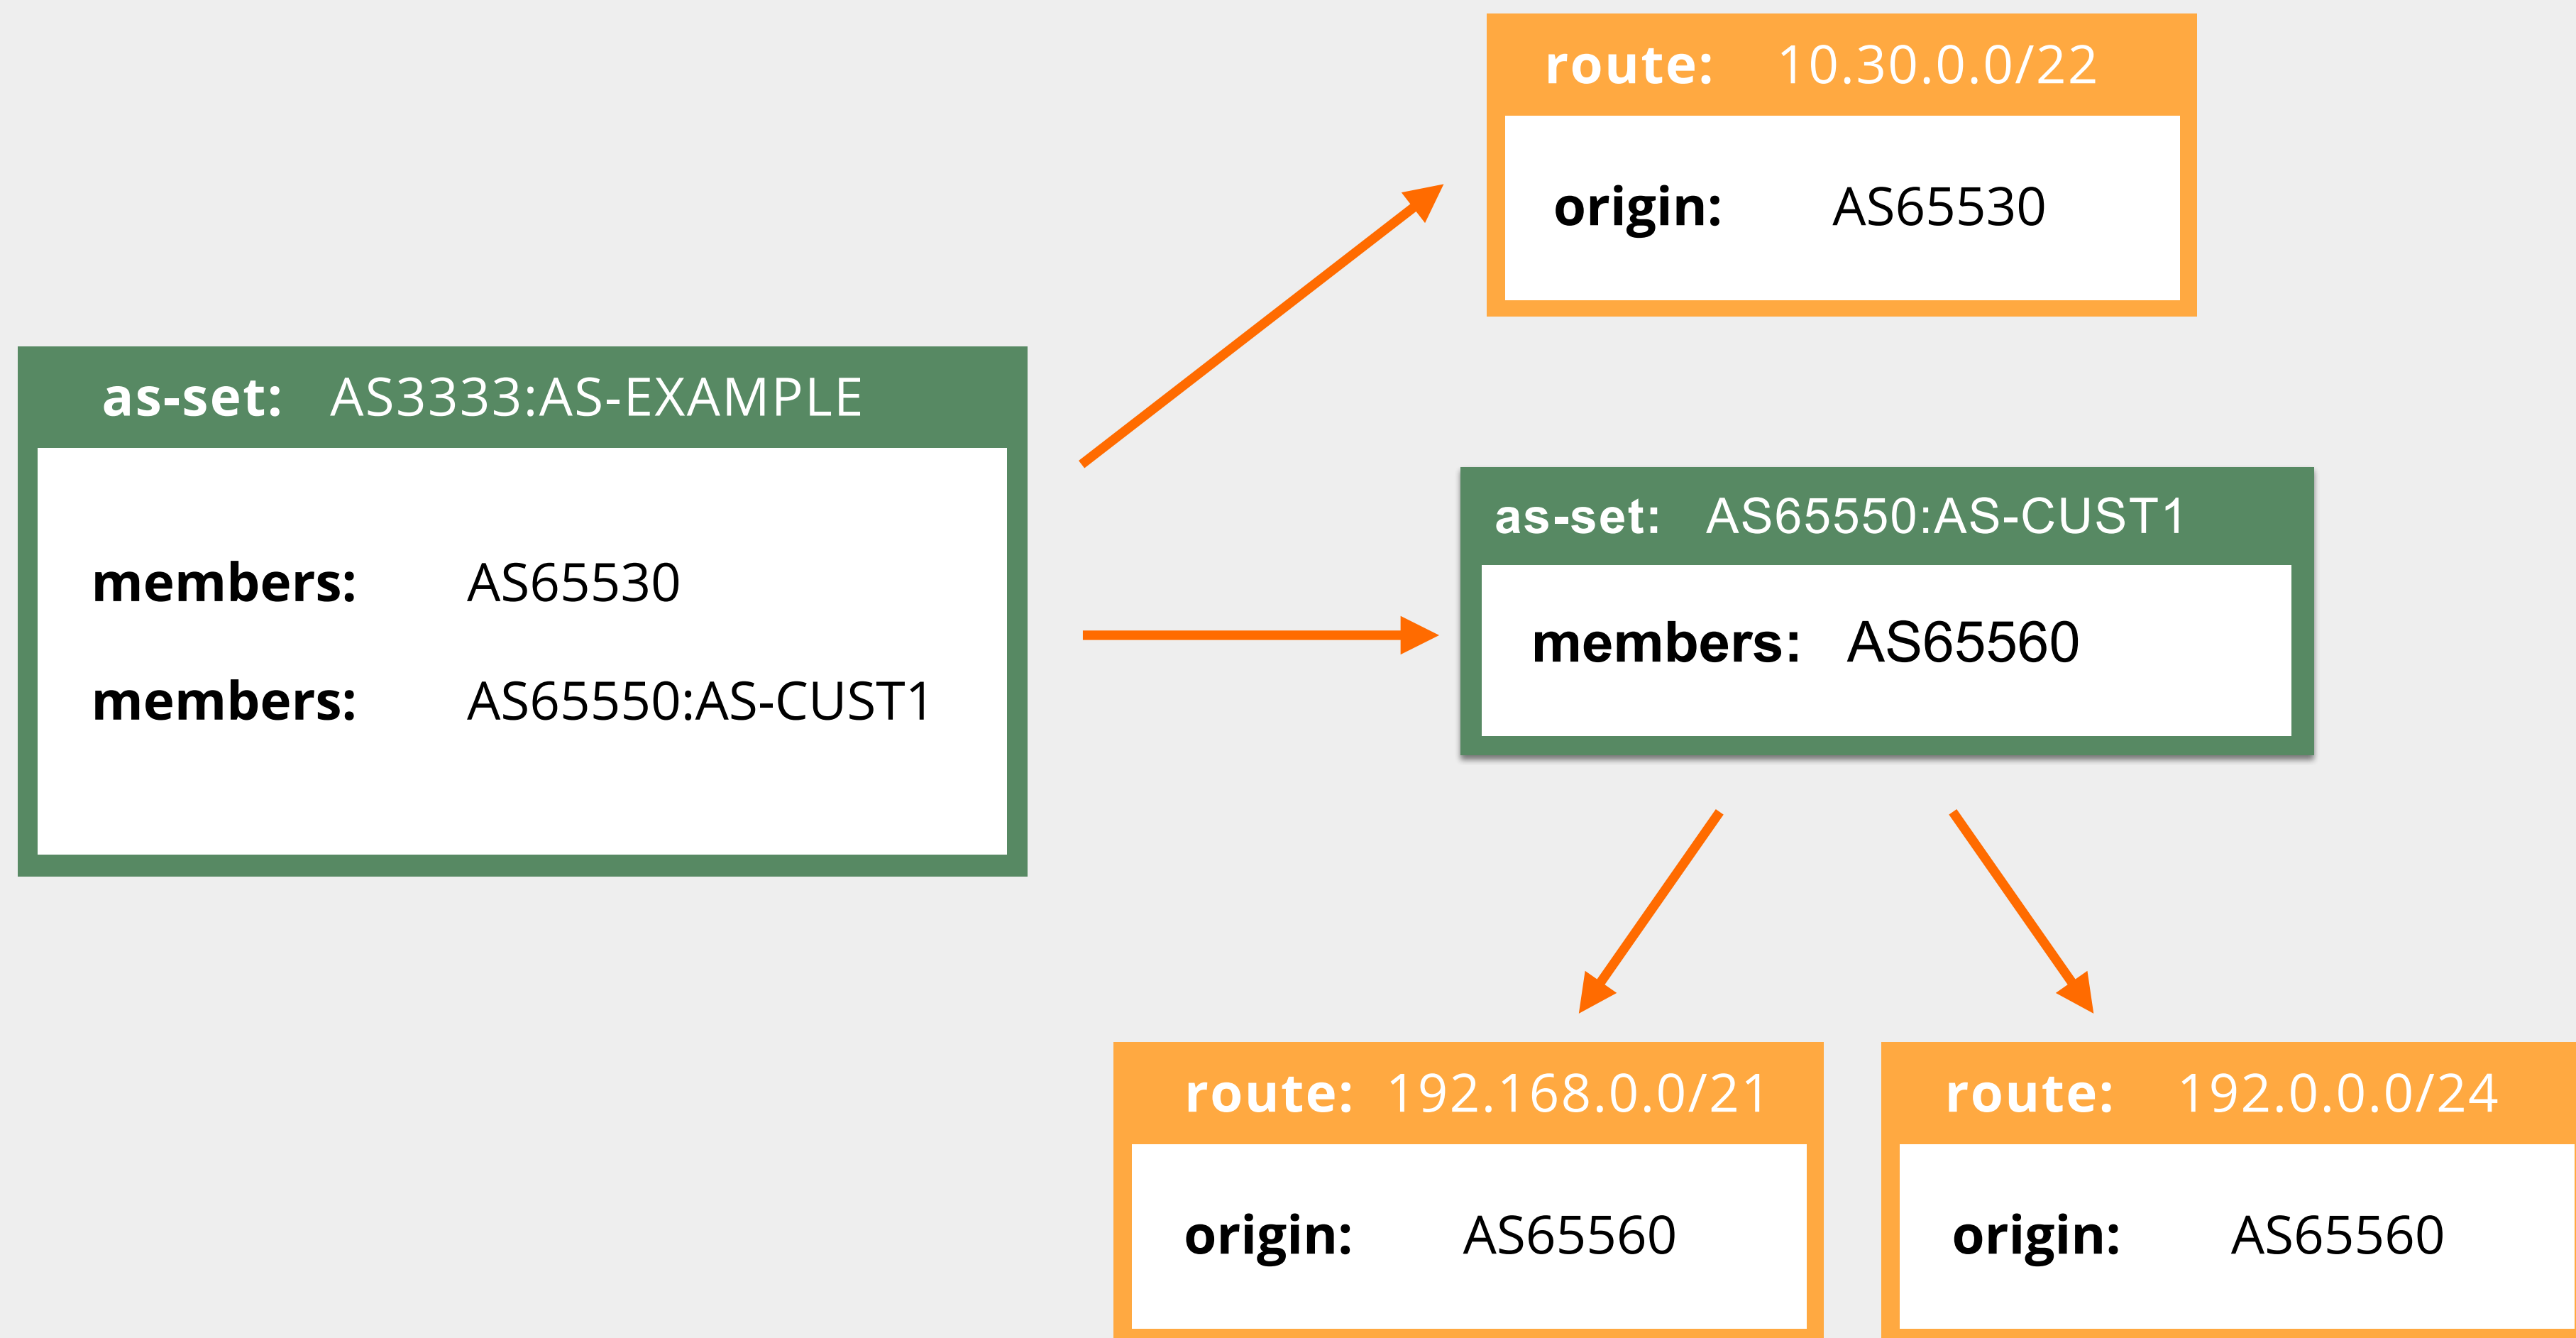 route: 10.30.0.0/22
origin: AS65530
as-set: AS3333:AS-EXAMPLE
members: AS65530
members: AS65550:AS-CUST1
as-set: AS65550:AS-CUST1
members: AS65560
route: 192.168.0.0/21
origin: AS65560
route: 192.0.0.0/24
origin: AS65560